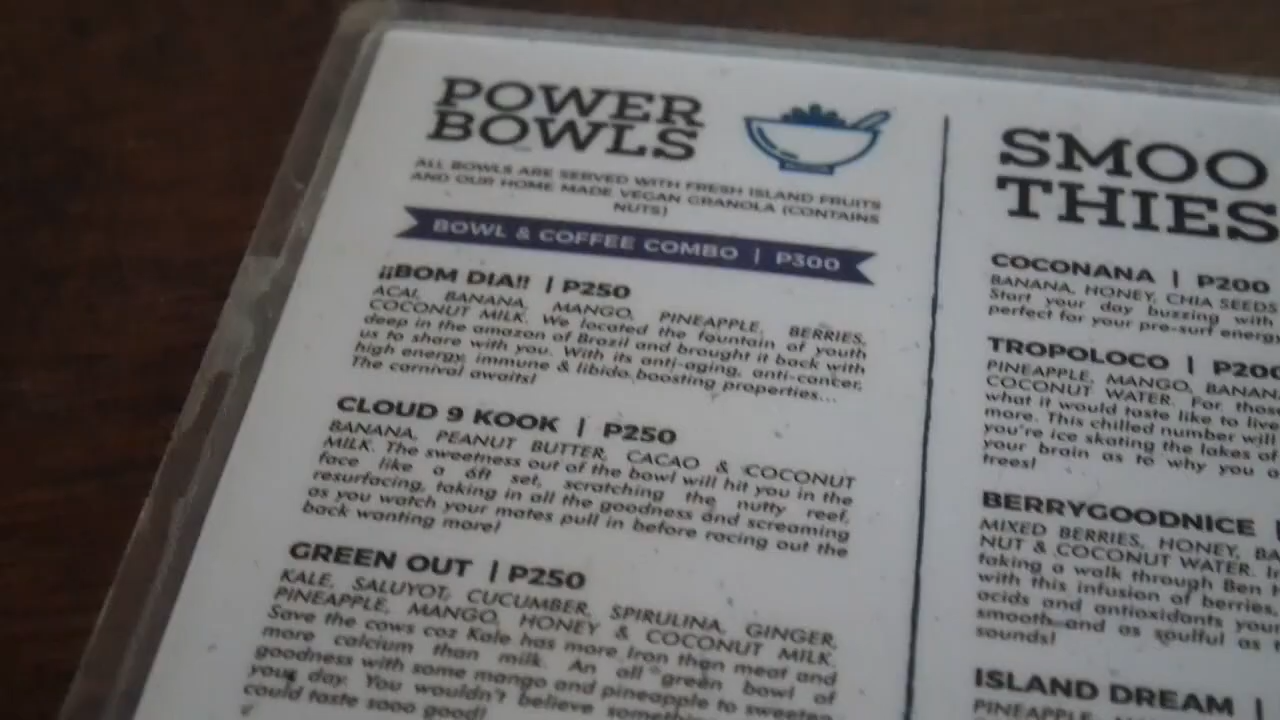 POWER
BOWLS
ALL BOWLS ARE SERVED WITH FRESH ISLAND FRUITS
AND OUR HOME MADE VEGAN GRANOLA (CONTAINS
NUTS)
BOWL & COFFEE COMBO | P300
¡¡BOM DIA!! | P250
ACAI, BANANA, MANGO, PINEAPPLE, BERRIES,
COCONUT MILK. We located the fountain of youth
deep in the amazon of Brazil and brought it back with
us to share with you. With its anti-aging, anti-cancer,
high energy, immune & libido boosting properties...
The carnival awaits!
CLOUD 9 KOOK | P250
BANANA, PEANUT BUTTER, CACAO & COCONUT
MILK. The sweetness out of the bowl will hit you in the
face like a 6ft set, scratching the nutty reef,
resurfacing, taking in all the goodness and screaming
as you watch your mates pull in before racing out the
back wanting more!
GREEN OUT | P250
KALE, SALUYOT, CUCUMBER, SPIRULINA, GINGER,
PINEAPPLE, MANGO, HONEY & COCONUT MILK.
Save the cows coz Kale has more iron than meat and
more calcium than milk. An all green bowl of
goodness with some mango and pineapple to sweeten
your day. You wouldn't believe something
could taste sooo good!
SMOO
THIES
COCONANA | P200
BANANA, HONEY, CHIA SEEDS
Start your day buzzing with
perfect for your pre-surf energy
TROPOLOCO | P200
PINEAPPLE, MANGO, BANANA
COCONUT WATER. For those
what it would taste like to live
more. This chilled number will
you're ice skating the lakes of
your brain as to why you a
trees!
BERRYGOODNICE |
MIXED BERRIES, HONEY, BA
NUT & COCONUT WATER. I
taking a walk through Ben H
with this infusion of berries,
acids and antioxidants your
smooth and as soulful as
sounds!
ISLAND DREAM |
PINEAPPLE,